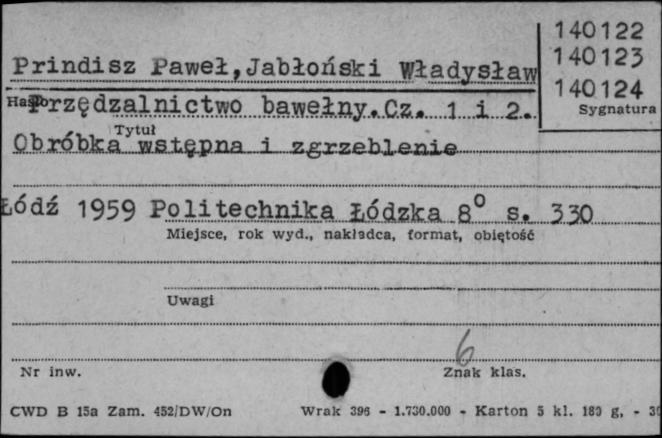 140122
140123
140124
Sygnatura
Prindisz Paweł, Jabłoński Władysław
Hasło
Przędzalnictwo bawełny. Cz. 1 i 2.
Tytuł
Obróbka wstępna i zgrzeblenie
Łódź 1959 Politechnika Łódzka 8° s. 330
Miejsce, rok wyd., nakładca, format, objętość
Uwagi
6
Nr inw.
Znak klas.
CWD B 15a Zam. 452/DW/On Wrak 396 - 1.730.000 - Karton 5 kl. 180 g, - 30